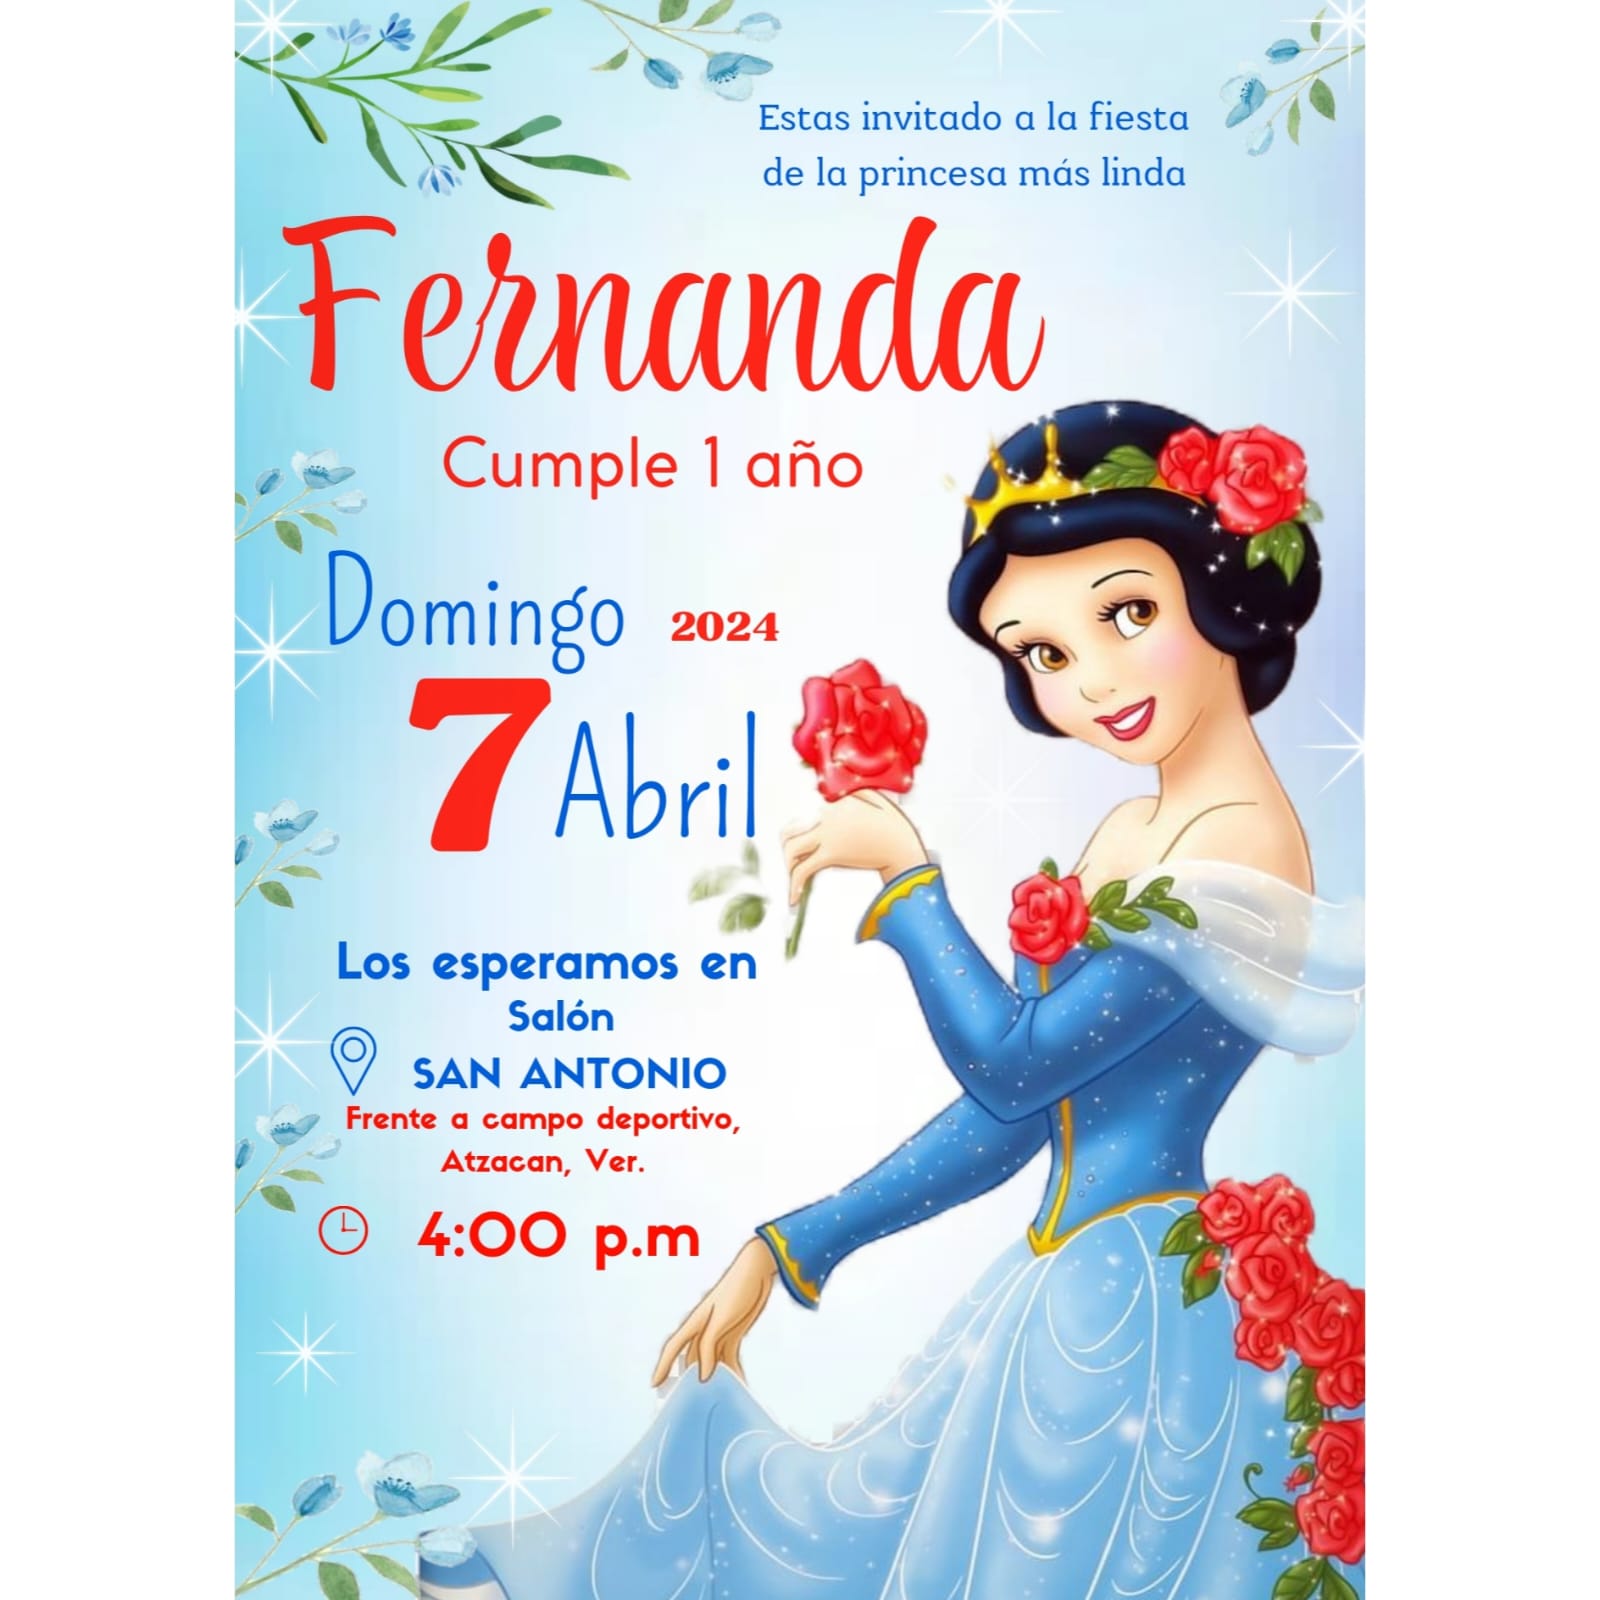 Estas invitado a la fiesta
de la princesa más linda
Fernanda
Cumple 1 año
Domingo 2024
7 Abril
Los esperamos en
Salón
SAN ANTONIO
Frente a campo deportivo,
Atzacan, Ver.
4:00 p.m